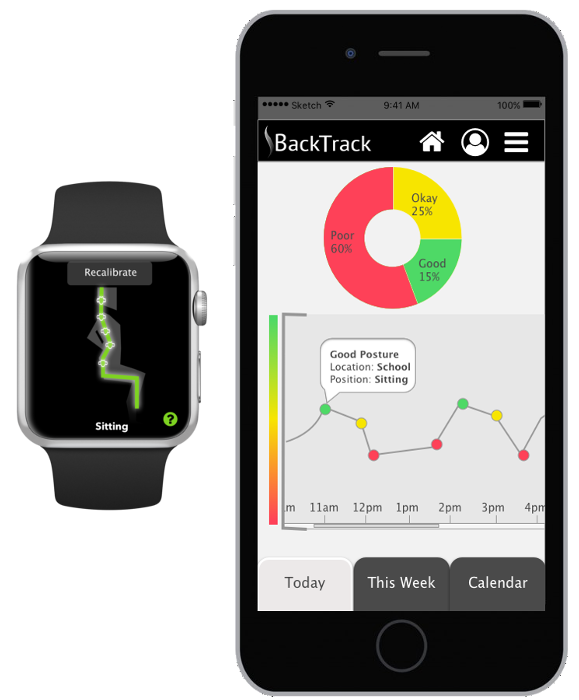 Recalibrate
Sitting
?
Sketch
9:41 AM
100%
BackTrack
Okay
25%
Poor
60%
Good
15%
Good Posture
Location: School
Position: Sitting
m 11am 12pm 1pm 2pm 3pm 4pm
Today This Week Calendar